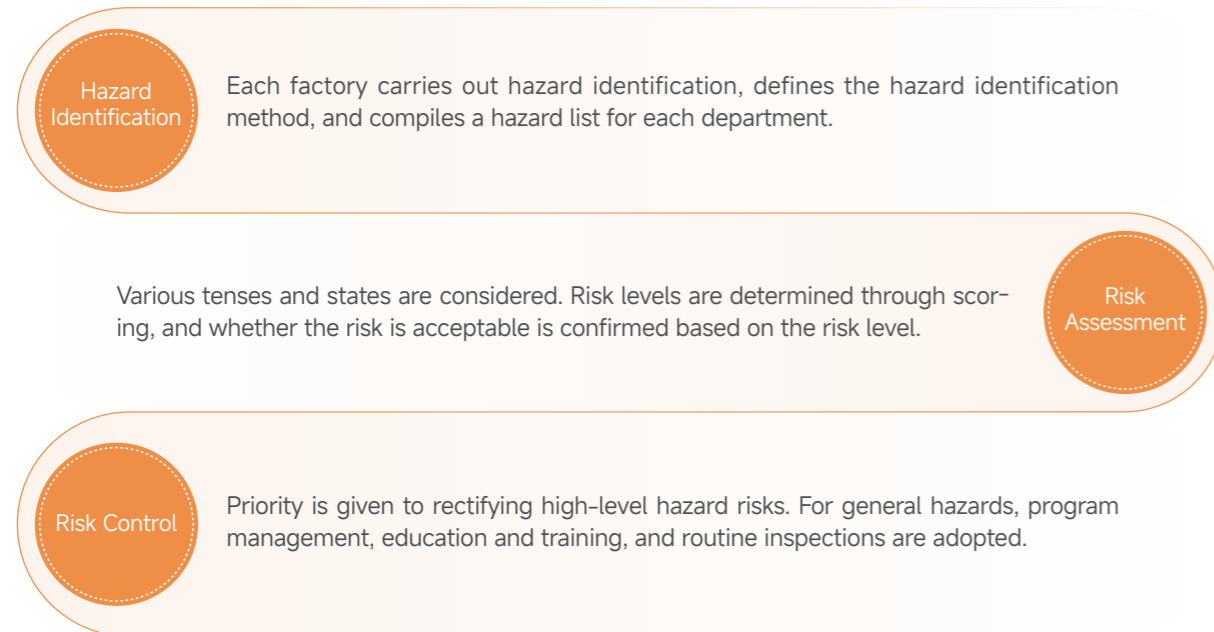 Hazard
Identification
Each factory carries out hazard identification, defines the hazard identification
method, and compiles a hazard list for each department.
Various tenses and states are considered. Risk levels are determined through scor-
ing, and whether the risk is acceptable is confirmed based on the risk level.
Risk
Assessment
Risk Control
Priority is given to rectifying high-level hazard risks. For general hazards, program
management, education and training, and routine inspections are adopted.